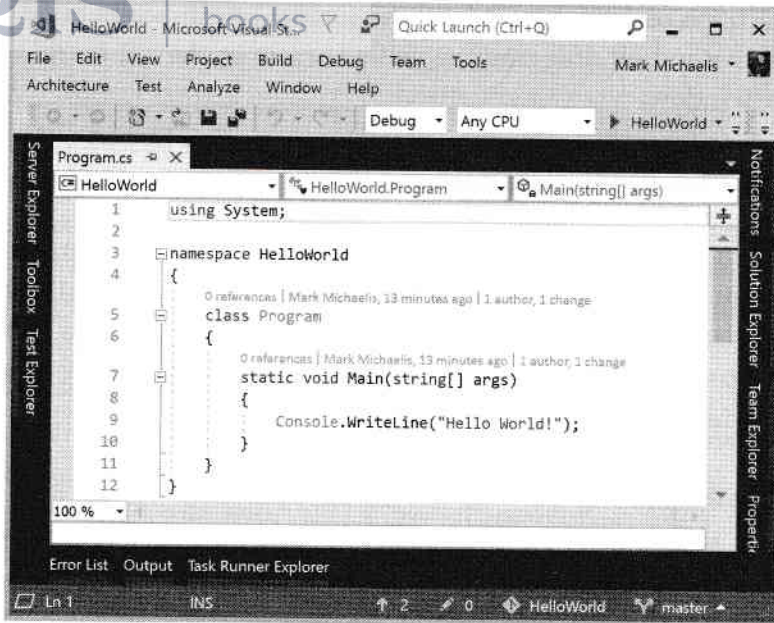 books
HelloWorld - Microsoft Visual St... Quick Launch (Ctrl+Q)
File Edit View Project Build Debug Team Tools Mark Michaelis
Architecture Test Analyze Window Help
Debug Any CPU HelloWorld
Server Explorer Toolbox Test Explorer
Program.cs
HelloWorld HelloWorld.Program Main(string[] args)
1 using System;
2
3 namespace HelloWorld
4 {
0 references | Mark Michaelis, 13 minutes ago | 1 author, 1 change
5 class Program
6 {
0 references | Mark Michaelis, 13 minutes ago | 1 author, 1 change
7 static void Main(string[] args)
8 {
9 Console.WriteLine("Hello World!");
10 }
11 }
12 }
100 %
Notifications Solution Explorer Team Explorer Properti
Error List Output Task Runner Explorer
Ln 1 INS 2 0 HelloWorld master